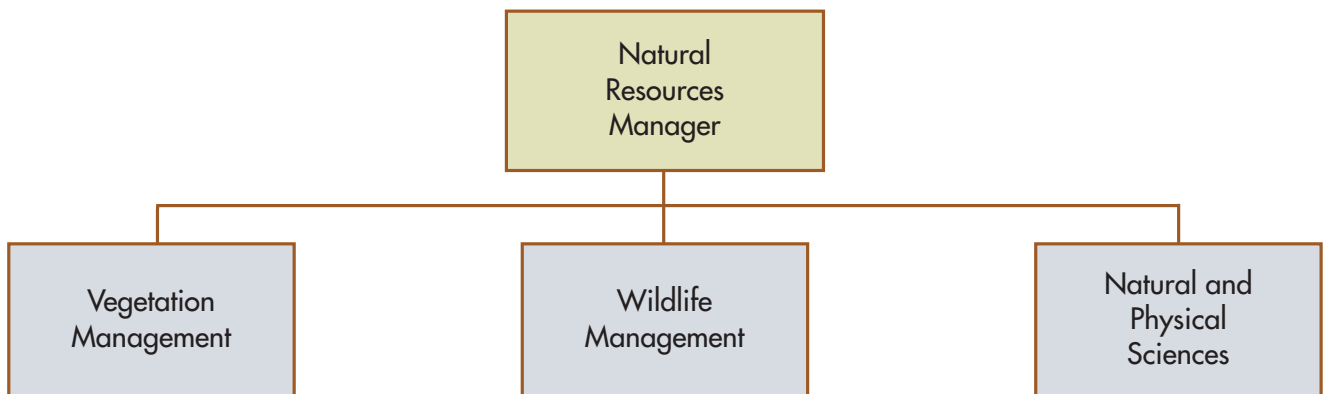 Natural
Resources
Manager
Vegetation
Management
Wildlife
Management
Natural and
Physical
Sciences